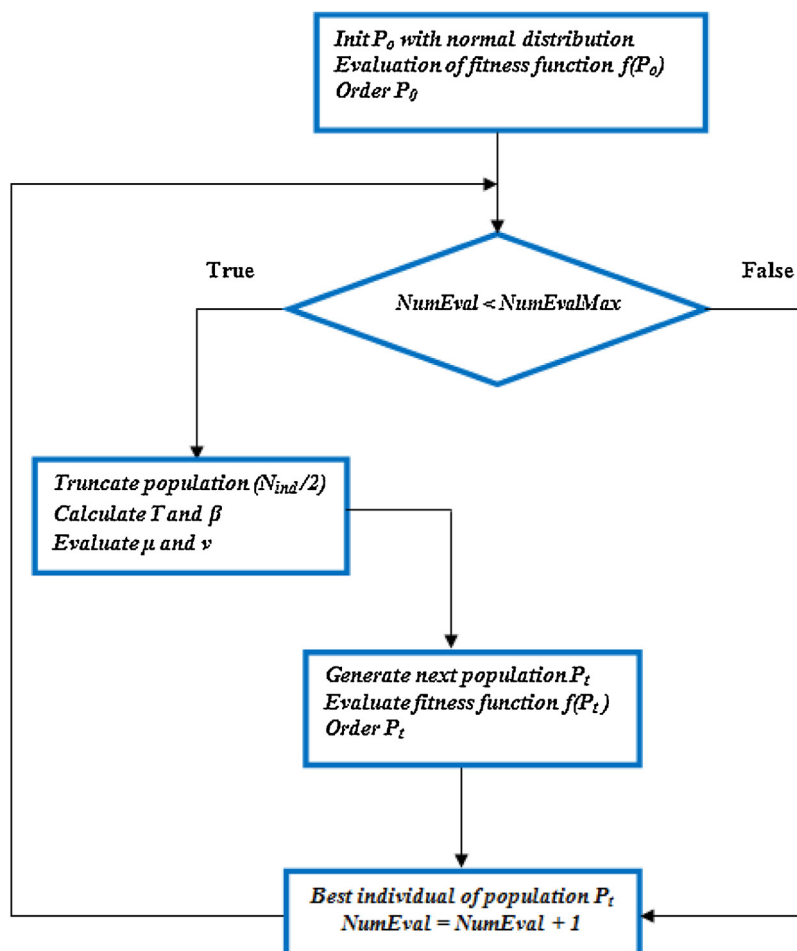 Init P₀ with normal distribution
Evaluation of fitness function f(P₀)
Order P₀
True
False
NumEval < NumEvalMax
Truncate population (N_ind/2)
Calculate T and β
Evaluate μ and ν
Generate next population Pₜ
Evaluate fitness function f(Pₜ)
Order Pₜ
Best individual of population Pₜ
NumEval = NumEval + 1